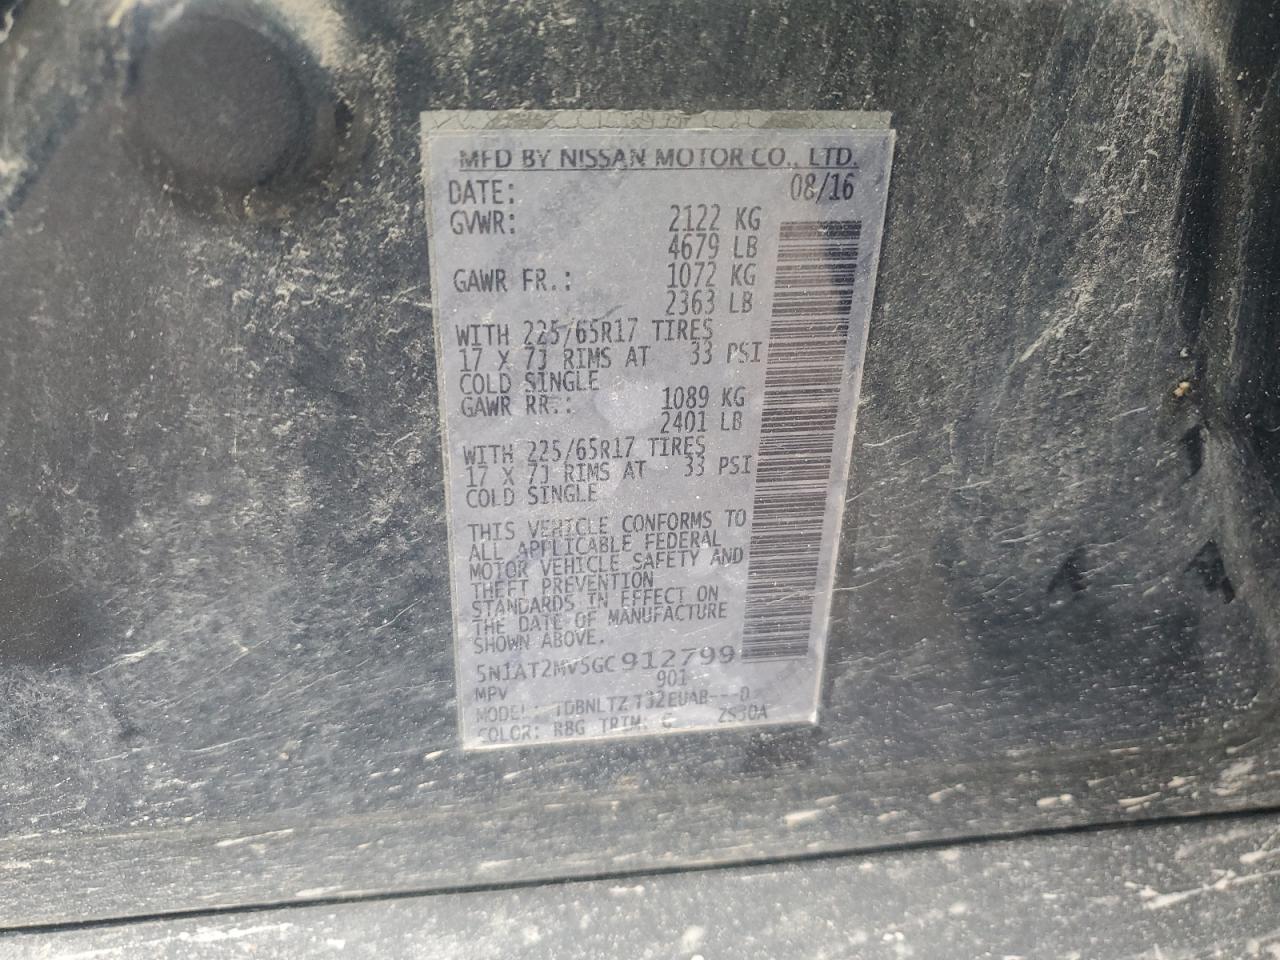 MFD BY NISSAN MOTOR CO., LTD.
DATE: 08/16
GVWR: 2122 KG
4679 LB
GAWR FR.: 1072 KG
2363 LB
WITH 225/65R17 TIRES
17 X 7J RIMS AT 33 PSI
COLD SINGLE
GAWR RR.: 1089 KG
2401 LB
WITH 225/65R17 TIRES
17 X 7J RIMS AT 33 PSI
COLD SINGLE
THIS VEHICLE CONFORMS TO
ALL APPLICABLE FEDERAL
MOTOR VEHICLE SAFETY AND
THEFT PREVENTION
STANDARDS IN EFFECT ON
THE DATE OF MANUFACTURE
SHOWN ABOVE.
5N1AT2MV5GC912799
901
MPV
MODEL:
COLOR: RBG TRIM: G